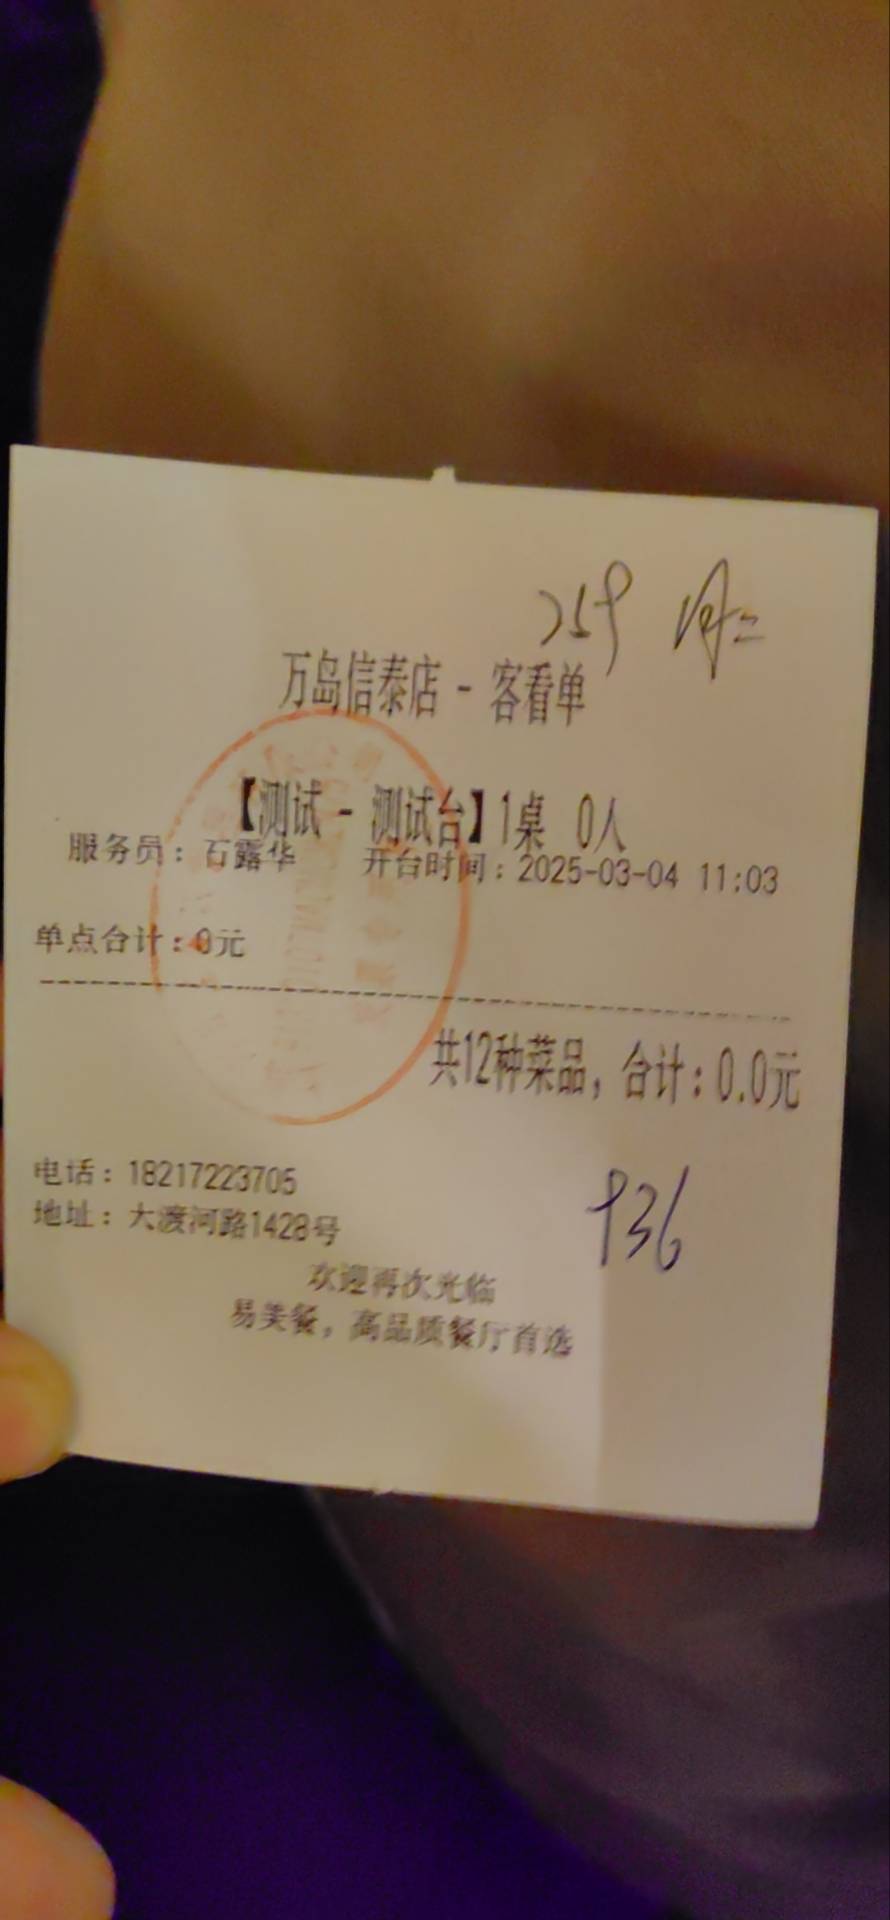 259
万岛信泰店 - 客看单
【测试 - 测试台】1桌 0人
服务员：石露华 开台时间：2025-03-04 11:03
单点合计：0元
共12种菜品，合计：0.0元
936
电话：18217223705
地址：大渡河路1428号
欢迎再次光临
易美餐，高品质餐厅首选